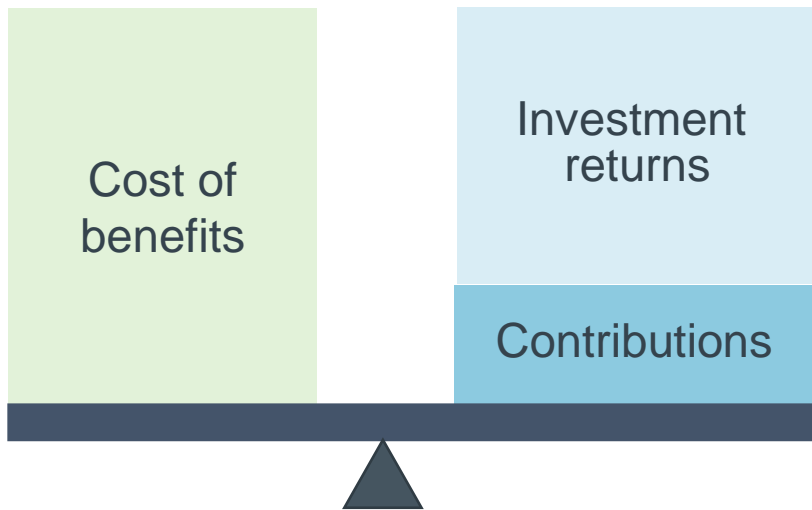 Cost of
benefits
Investment
returns
Contributions